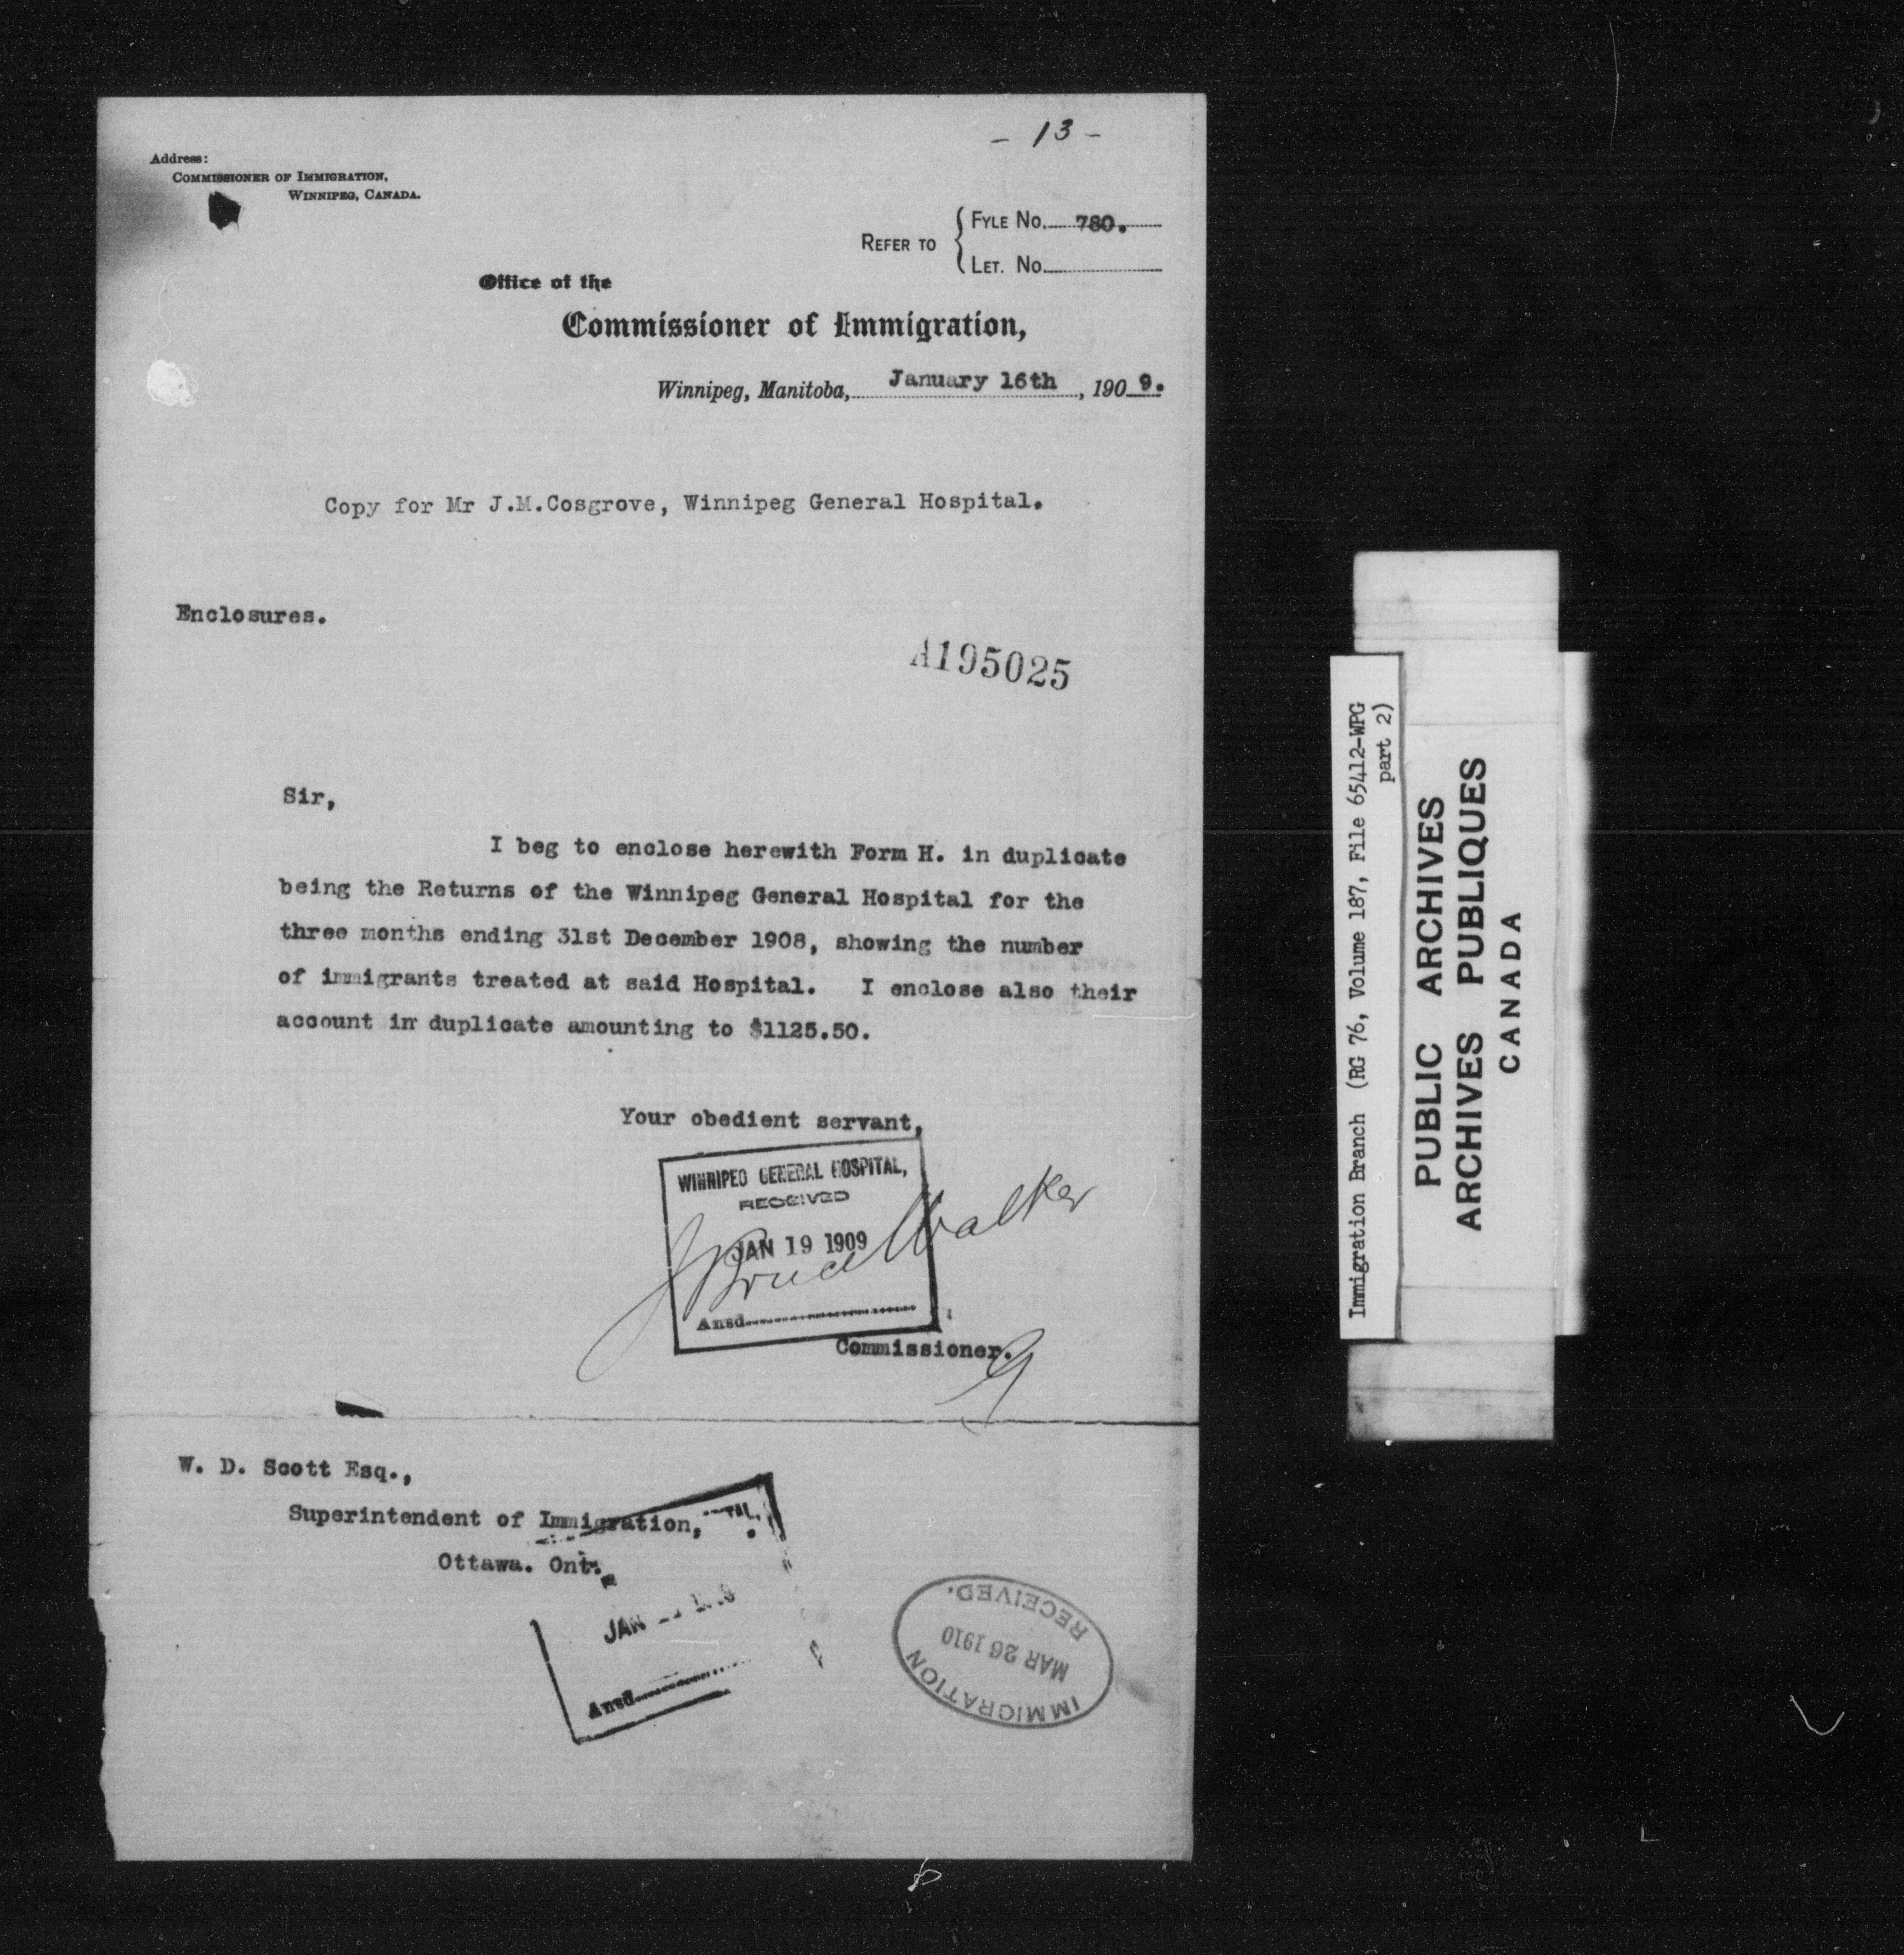 - 13 -
Address:
COMMISSIONER OF IMMIGRATION,
WINNIPEG, CANADA.
REFER TO
FYLE No. 780.
LET. No.
Office of the
Commissioner of Immigration,
Winnipeg, Manitoba, January 16th, 1909.
Copy for Mr J.M.Cosgrove, Winnipeg General Hospital.
Enclosures.
A195025
Sir,
I beg to enclose herewith Form H. in duplicate
being the Returns of the Winnipeg General Hospital for the
three months ending 31st December 1908, showing the number
of immigrants treated at said Hospital. I enclose also their
account in duplicate amounting to $1125.50.
Your obedient servant,
WINNIPEG GENERAL HOSPITAL,
RECEIVED
JAN 19 1909
Ansd.
J Bruce Walker
Commissioner.
W. D. Scott Esq.,
Superintendent of Immigration,
Ottawa. Ont.
JAN
Ansd.
IMMIGRATION
MAR 26 1910
RECEIVED.
Immigration Branch (RG 76, Volume 187, File 65412-WPG
part 2)
PUBLIC ARCHIVES
ARCHIVES PUBLIQUES
CANADA